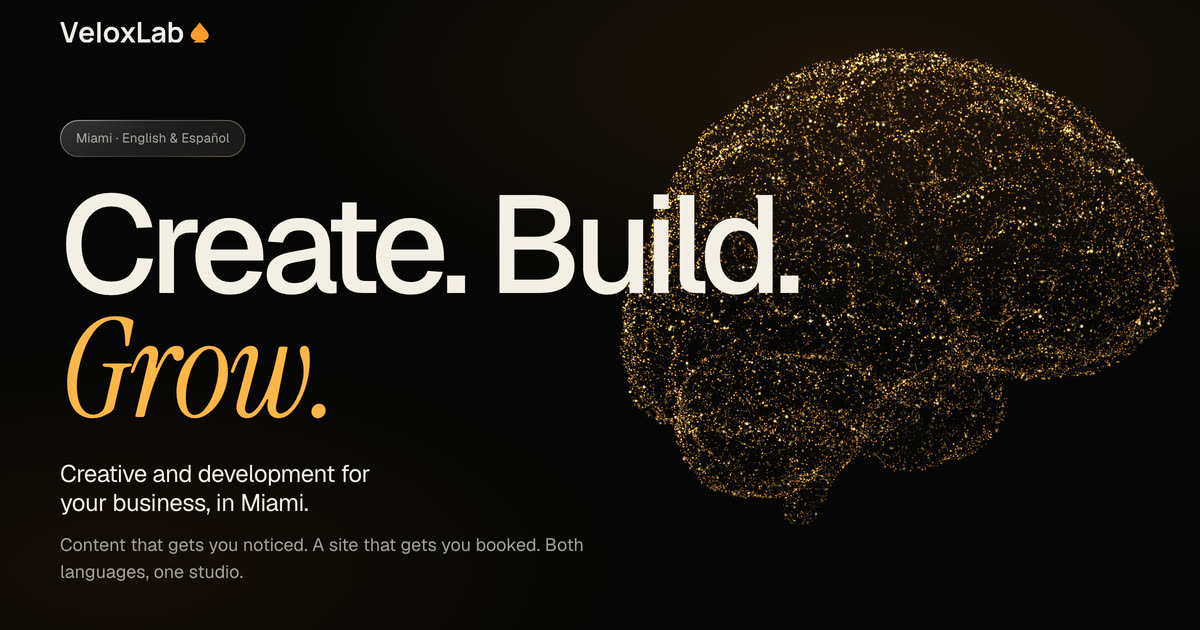 VeloxLab
Miami · English & Español
Create. Build.
Grow.
Creative and development for
your business, in Miami.
Content that gets you noticed. A site that gets you booked. Both
languages, one studio.